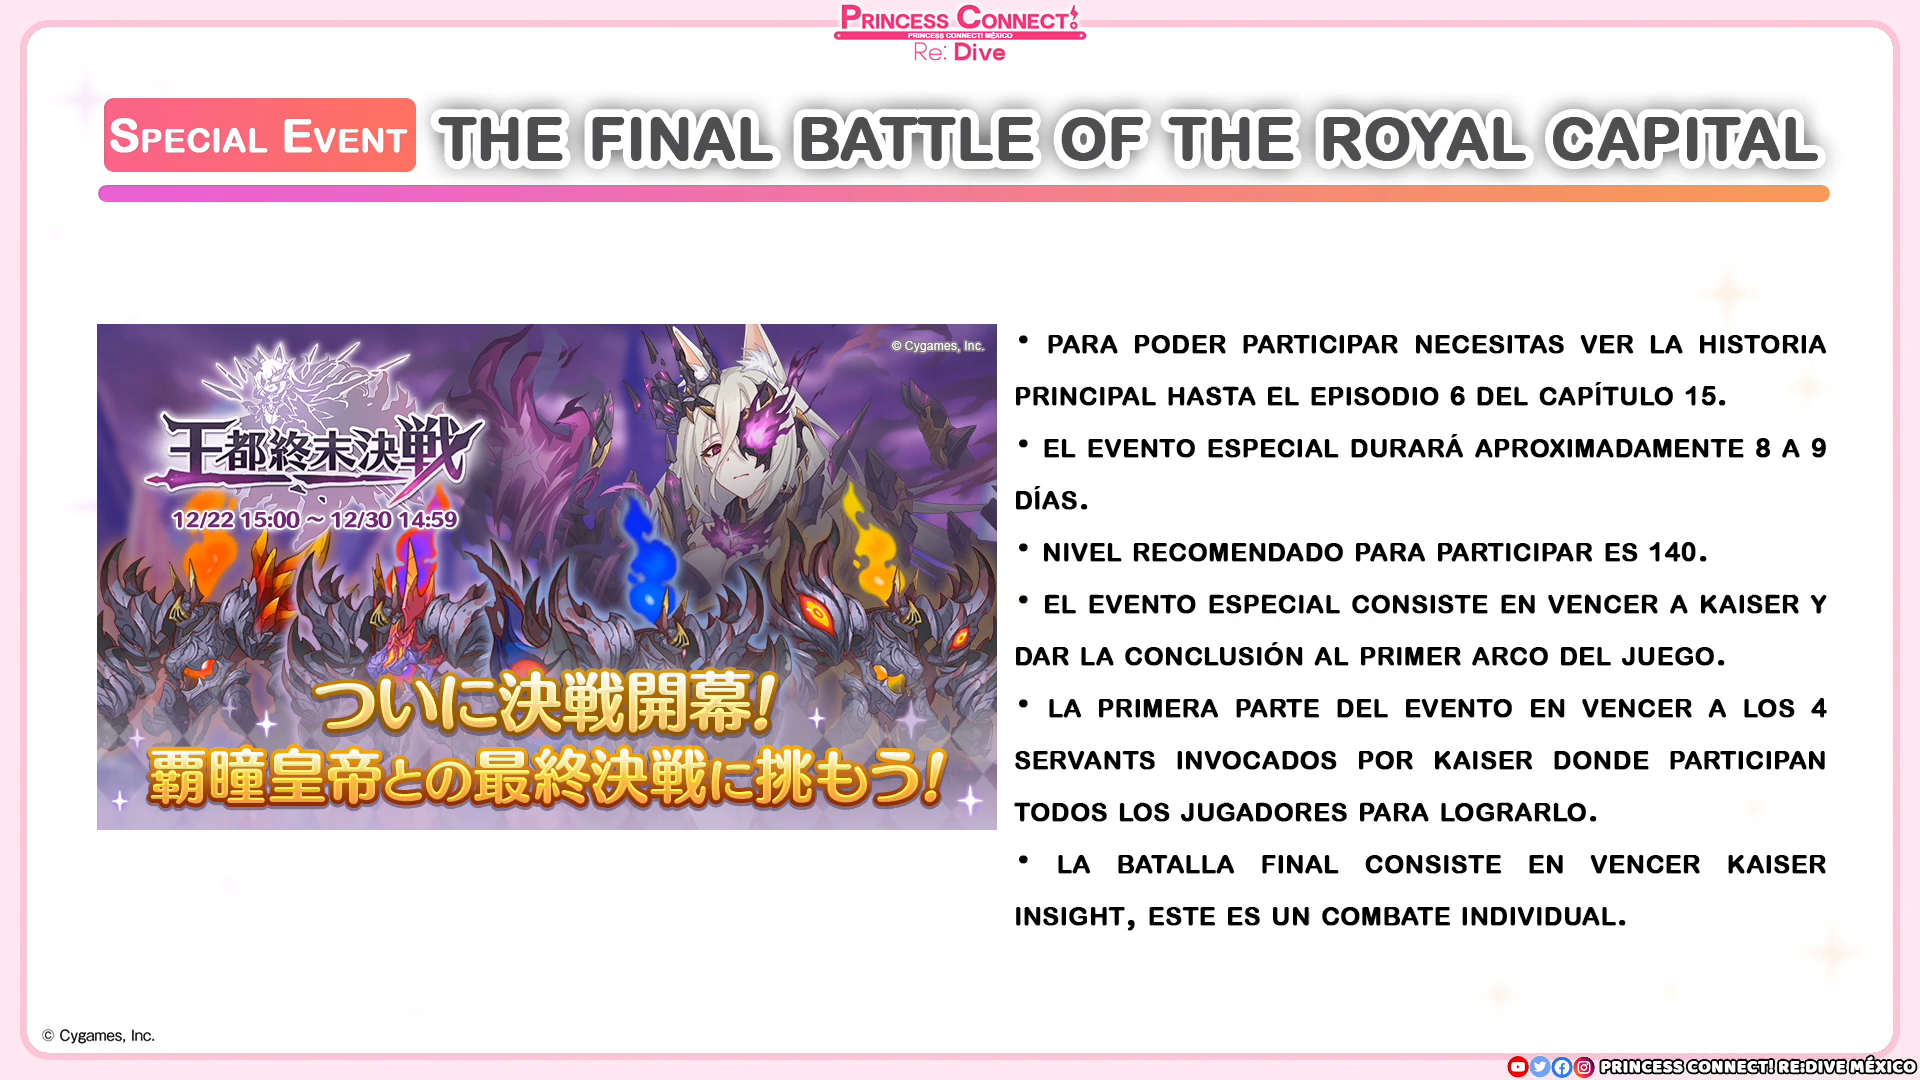 PRINCESS CONNECT!
PRINCESS CONNECT! MÉXICO
Re: Dive
SPECIAL EVENT
THE FINAL BATTLE OF THE ROYAL CAPITAL
© Cygames, Inc.
王都終末決戦
12/22 15:00 ~ 12/30 14:59
ついに決戦開幕!
覇瞳皇帝との最終決戦に挑もう!
• PARA PODER PARTICIPAR NECESITAS VER LA HISTORIA
PRINCIPAL HASTA EL EPISODIO 6 DEL CAPÍTULO 15.
• EL EVENTO ESPECIAL DURARÁ APROXIMADAMENTE 8 A 9
DÍAS.
• NIVEL RECOMENDADO PARA PARTICIPAR ES 140.
• EL EVENTO ESPECIAL CONSISTE EN VENCER A KAISER Y
DAR LA CONCLUSIÓN AL PRIMER ARCO DEL JUEGO.
• LA PRIMERA PARTE DEL EVENTO EN VENCER A LOS 4
SERVANTS INVOCADOS POR KAISER DONDE PARTICIPAN
TODOS LOS JUGADORES PARA LOGRARLO.
• LA BATALLA FINAL CONSISTE EN VENCER KAISER
INSIGHT, ESTE ES UN COMBATE INDIVIDUAL.
© Cygames, Inc.
PRINCESS CONNECT! RE:DIVE MÉXICO